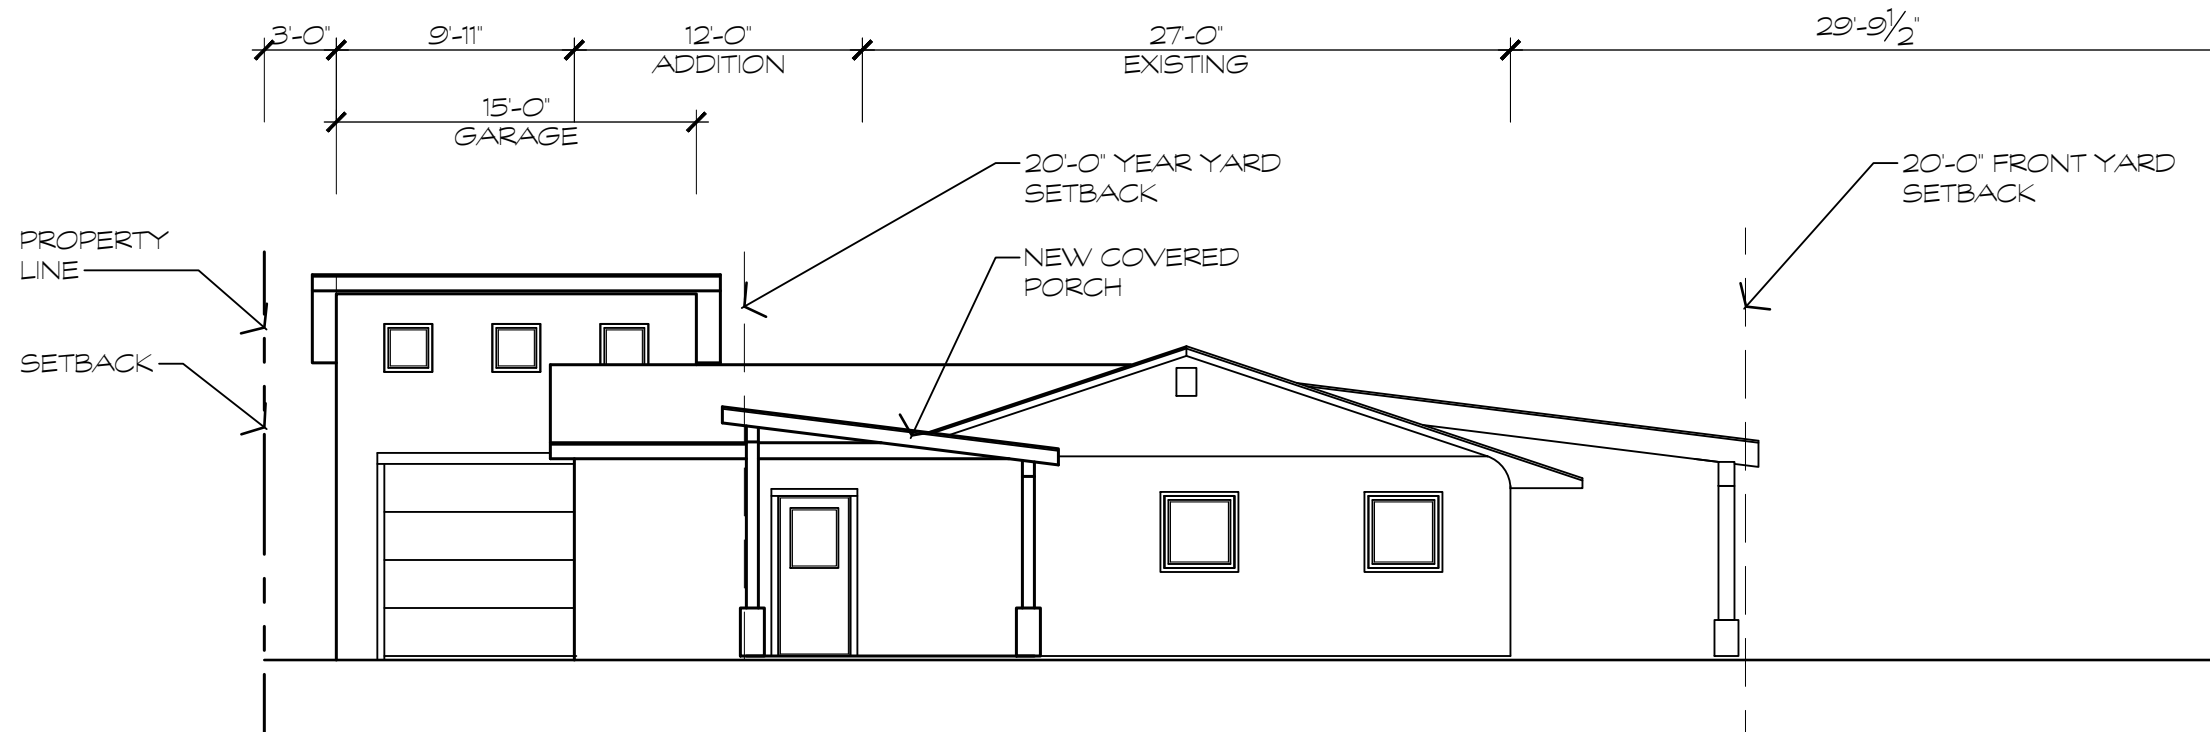 3'-0" 9'-11" 12'-0" 27'-0" 29'-9½"
ADDITION EXISTING
15'-0"
GARAGE
20'-0" YEAR YARD
SETBACK
20'-0" FRONT YARD
SETBACK
PROPERTY
LINE
NEW COVERED
PORCH
SETBACK